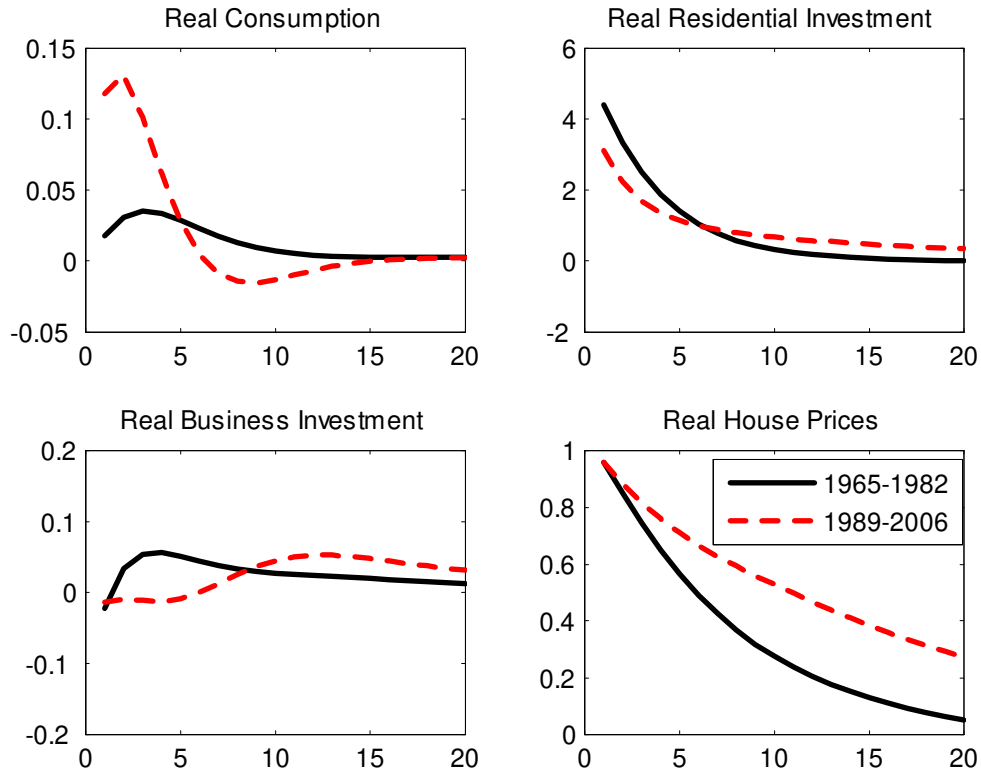 Real Consumption
0.15
0.1
0.05
0
-0.05
0 5 10 15 20
Real Residential Investment
6
4
2
0
-2
0 5 10 15 20
Real Business Investment
0.2
0.1
0
-0.1
-0.2
0 5 10 15 20
Real House Prices
1
0.8
0.6
0.4
0.2
0
0 5 10 15 20
1965-1982
1989-2006